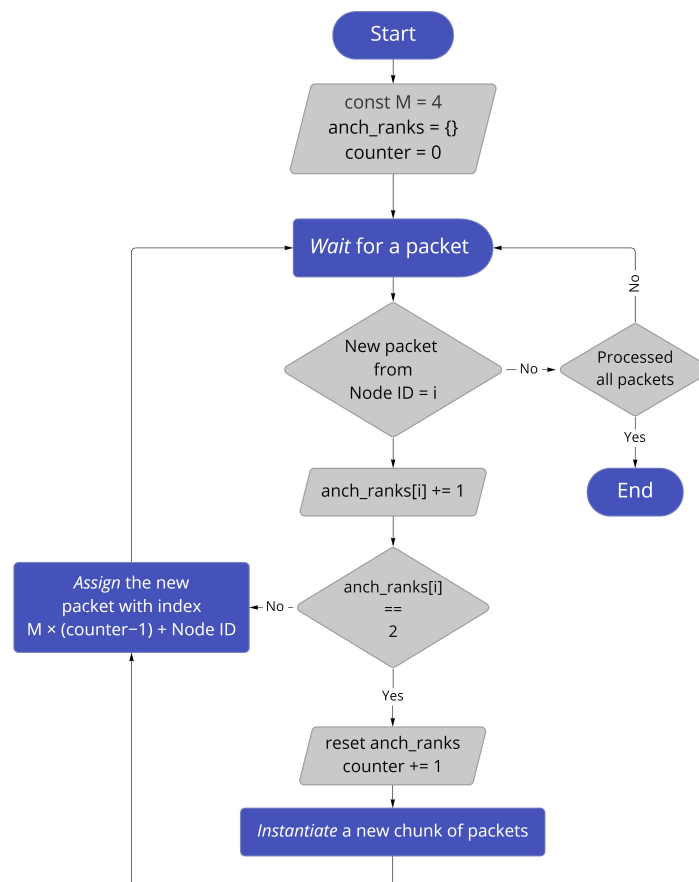 Start
const M = 4
anch_ranks = {}
counter = 0
Wait for a packet
New packet
from
Node ID = i
No
Processed
all packets
No
Yes
End
anch_ranks[i] += 1
anch_ranks[i]
==
2
No
Assign the new
packet with index
M × (counter−1) + Node ID
Yes
reset anch_ranks
counter += 1
Instantiate a new chunk of packets